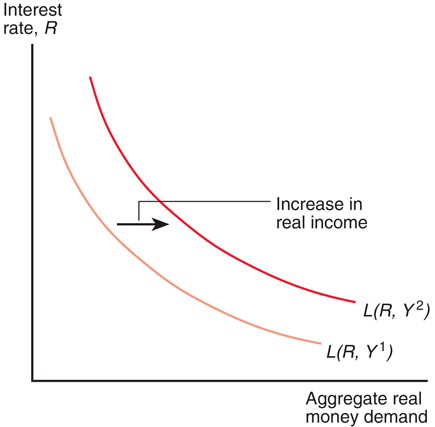 Interest
rate, R
Increase in
real income
L(R, Y²)
L(R, Y¹)
Aggregate real
money demand